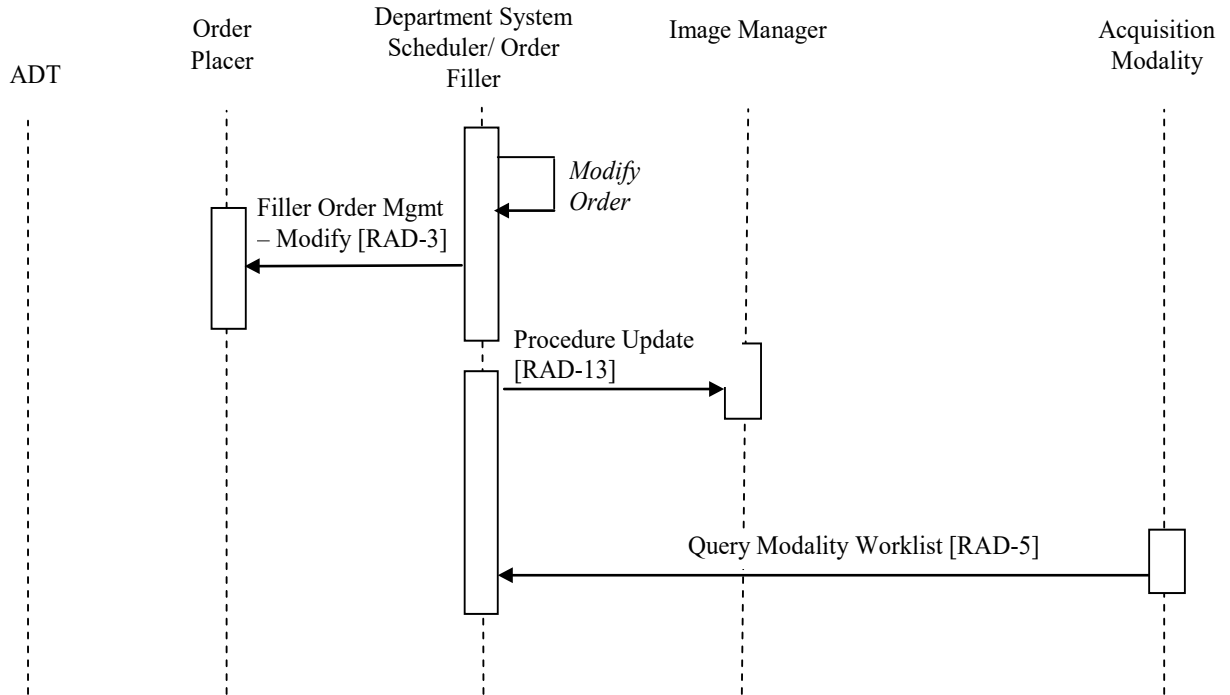 ADT
Order
Placer
Department System
Scheduler/ Order
Filler
Image Manager
Acquisition
Modality
Modify
Order
Filler Order Mgmt
– Modify [RAD-3]
Procedure Update
[RAD-13]
Query Modality Worklist [RAD-5]